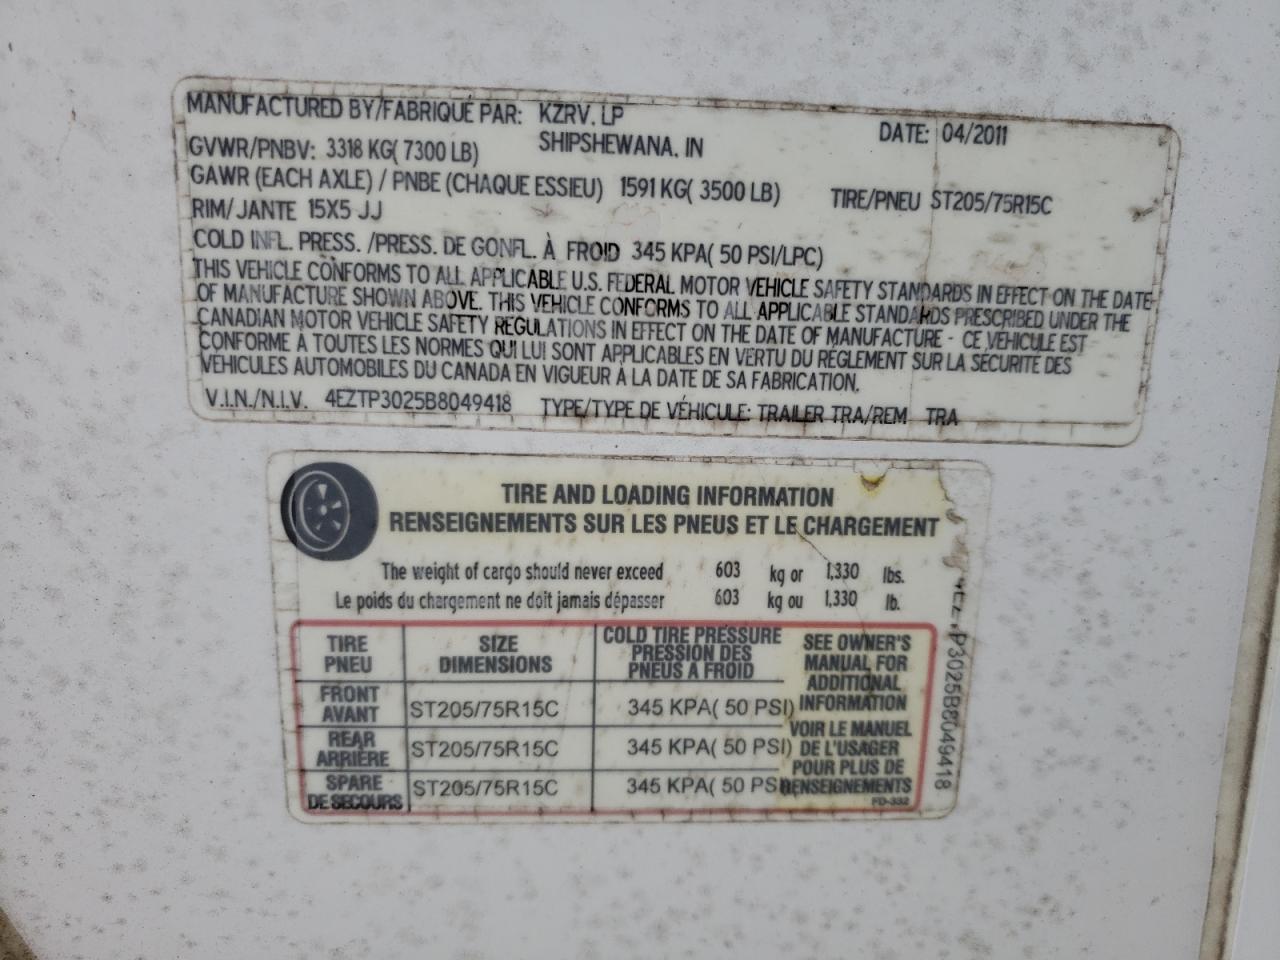 MANUFACTURED BY/FABRIQUÉ PAR: KZRV, LP DATE: 04/2011
SHIPSHEWANA, IN
GVWR/PNBV: 3318 KG( 7300 LB)
GAWR (EACH AXLE) / PNBE (CHAQUE ESSIEU) 1591 KG( 3500 LB) TIRE/PNEU ST205/75R15C
RIM/JANTE 15X5 JJ
COLD INFL. PRESS. /PRESS. DE GONFL. À FROID 345 KPA( 50 PSI/LPC)
THIS VEHICLE CONFORMS TO ALL APPLICABLE U.S. FEDERAL MOTOR VEHICLE SAFETY STANDARDS IN EFFECT ON THE DATE
OF MANUFACTURE SHOWN ABOVE. THIS VEHICLE CONFORMS TO ALL APPLICABLE STANDARDS PRESCRIBED UNDER THE
CANADIAN MOTOR VEHICLE SAFETY REGULATIONS IN EFFECT ON THE DATE OF MANUFACTURE - CE VEHICULE EST
CONFORME À TOUTES LES NORMES QUI LUI SONT APPLICABLES EN VERTU DU RÈGLEMENT SUR LA SÉCURITÉ DES
VÉHICULES AUTOMOBILES DU CANADA EN VIGUEUR À LA DATE DE SA FABRICATION.
V.I.N./N.I.V. 4EZTP3025B8049418 TYPE/TYPE DE VÉHICULE: TRAILER TRA/REM TRA
TIRE AND LOADING INFORMATION
RENSEIGNEMENTS SUR LES PNEUS ET LE CHARGEMENT
The weight of cargo should never exceed 603 kg or 1,330 lbs.
Le poids du chargement ne doit jamais dépasser 603 kg ou 1,330 lb.
TIRE
PNEU
SIZE
DIMENSIONS
COLD TIRE PRESSURE
PRESSION DES
PNEUS A FROID
FRONT
AVANT
ST205/75R15C 345 KPA( 50 PSI)
REAR
ARRIÈRE
ST205/75R15C 345 KPA( 50 PSI)
SPARE
DE SECOURS
ST205/75R15C 345 KPA( 50 PSI
SEE OWNER'S
MANUAL FOR
ADDITIONAL
INFORMATION
VOIR LE MANUEL
DE L'USAGER
POUR PLUS DE
RENSEIGNEMENTS
PD-332
P3025B8049418